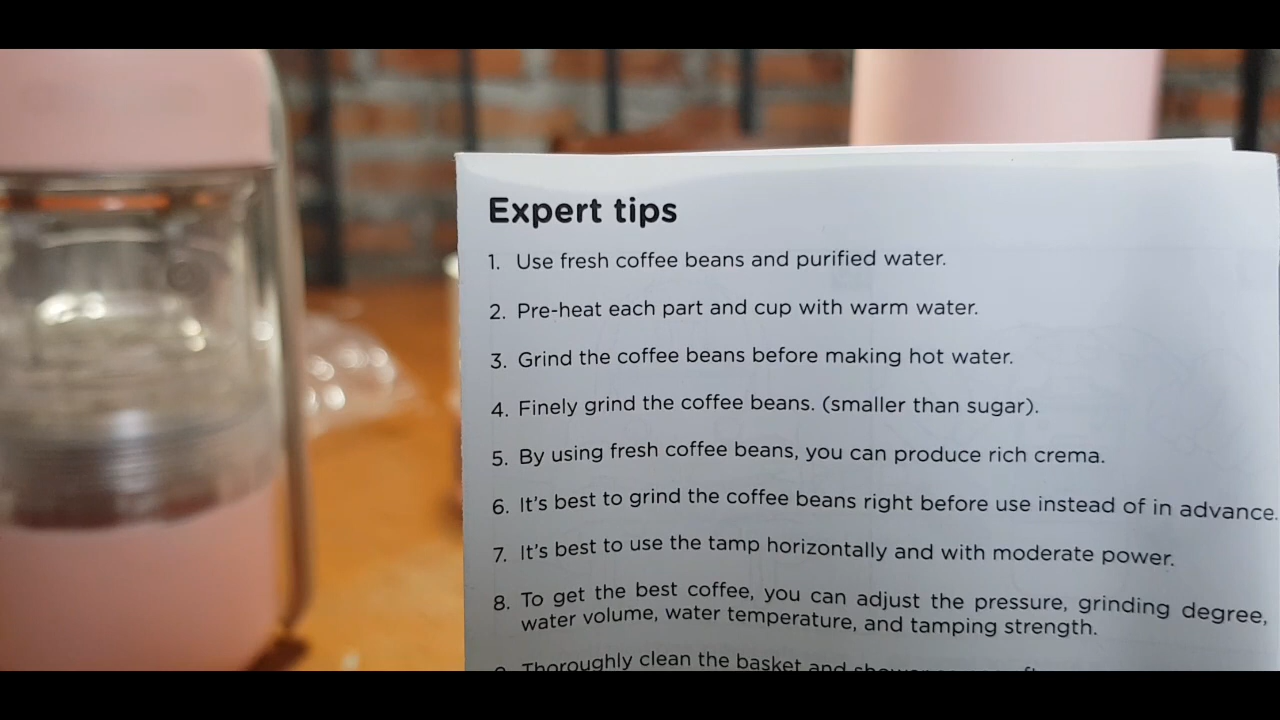 Expert tips
1. Use fresh coffee beans and purified water.
2. Pre-heat each part and cup with warm water.
3. Grind the coffee beans before making hot water.
4. Finely grind the coffee beans. (smaller than sugar).
5. By using fresh coffee beans, you can produce rich crema.
6. It's best to grind the coffee beans right before use instead of in advance.
7. It's best to use the tamp horizontally and with moderate power.
8. To get the best coffee, you can adjust the pressure, grinding degree,
water volume, water temperature, and tamping strength.
Thoroughly clean the basket and